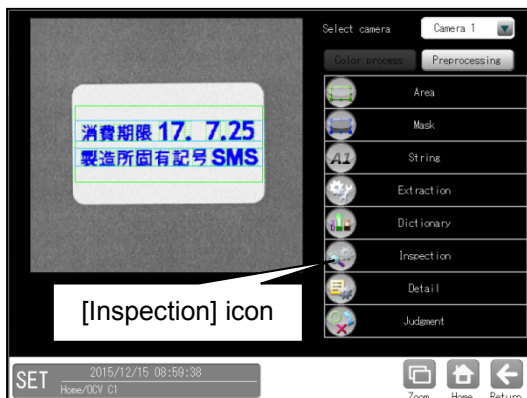 Select camera
Camera 1
Color process
Preprocessing
消費期限 17. 7.25
製造所固有記号 SMS
Area
Mask
A1
String
Extraction
Dictionary
Inspection
Detail
Judgment
[Inspection] icon
SET
2015/12/15 08:59:38
Home/OCV C1
Zoom
Home
Return